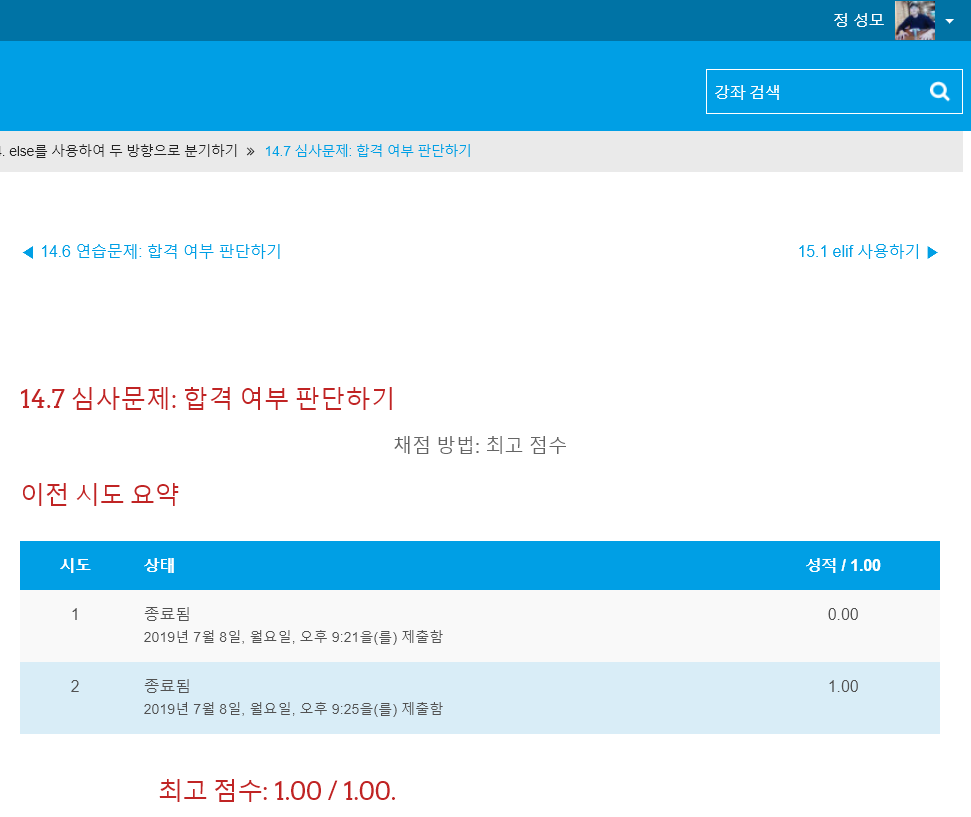 정 성모
강좌 검색
. else를 사용하여 두 방향으로 분기하기 » 14.7 심사문제: 합격 여부 판단하기
◀ 14.6 연습문제: 합격 여부 판단하기
15.1 elif 사용하기 ▶
14.7 심사문제: 합격 여부 판단하기
채점 방법: 최고 점수
이전 시도 요약
시도 상태 성적 / 1.00
1 종료됨 0.00
2019년 7월 8일, 월요일, 오후 9:21을(를) 제출함
2 종료됨 1.00
2019년 7월 8일, 월요일, 오후 9:25을(를) 제출함
최고 점수: 1.00 / 1.00.